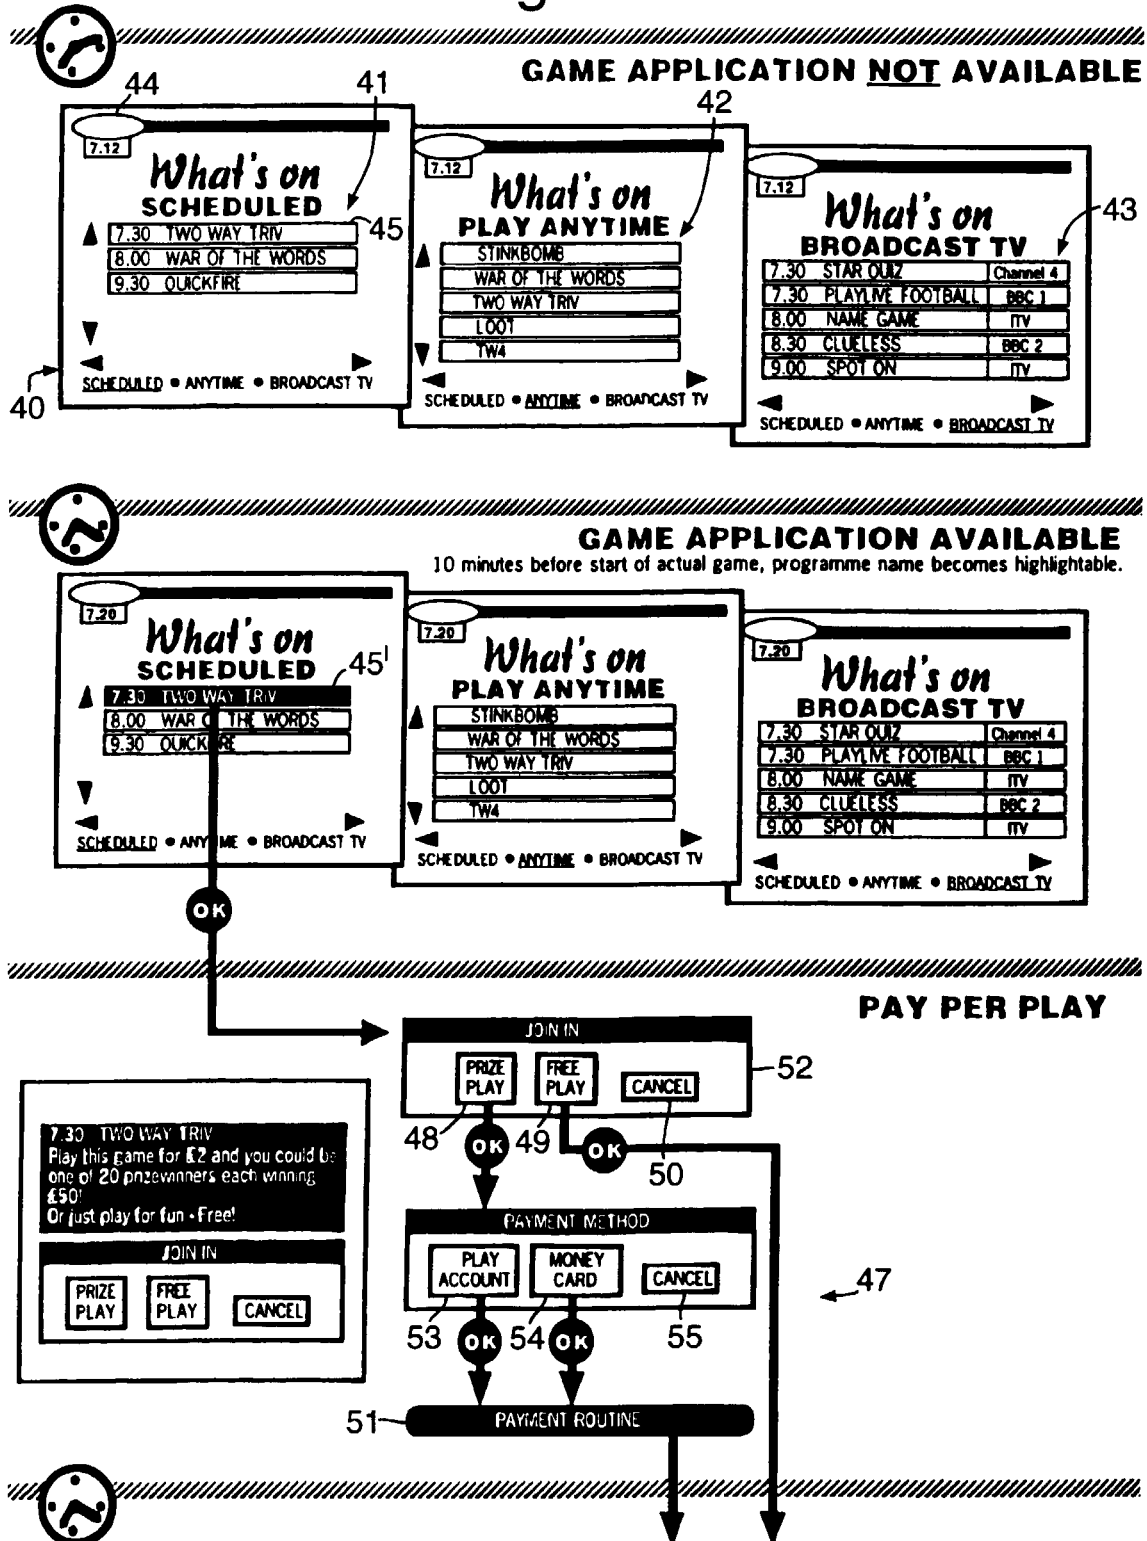 g
GAME APPLICATION NOT AVAILABLE
44
41
42
43
7.12
What's on
SCHEDULED
45
7.30 TWO WAY TRIV
8.00 WAR OF THE WORDS
9.30 QUICKFIRE
SCHEDULED • ANYTIME • BROADCAST TV
40
7.12
What's on
PLAY ANYTIME
STINKBOMB
WAR OF THE WORDS
TWO WAY TRIV
LOOT
TW4
SCHEDULED • ANYTIME • BROADCAST TV
7.12
What's on
BROADCAST TV
7.30 STAR QUIZ Channel 4
7.30 PLAYLIVE FOOTBALL BBC 1
8.00 NAME GAME ITV
8.30 CLUELESS BBC 2
9.00 SPOT ON ITV
SCHEDULED • ANYTIME • BROADCAST TV
GAME APPLICATION AVAILABLE
10 minutes before start of actual game, programme name becomes highlightable.
7.20
What's on
SCHEDULED
45'
7.30 TWO WAY TRIV
8.00 WAR OF THE WORDS
9.30 QUICKFIRE
SCHEDULED • ANYTIME • BROADCAST TV
7.20
What's on
PLAY ANYTIME
STINKBOMB
WAR OF THE WORDS
TWO WAY TRIV
LOOT
TW4
SCHEDULED • ANYTIME • BROADCAST TV
7.20
What's on
BROADCAST TV
7.30 STAR QUIZ Channel 4
7.30 PLAYLIVE FOOTBALL BBC 1
8.00 NAME GAME ITV
8.30 CLUELESS BBC 2
9.00 SPOT ON ITV
SCHEDULED • ANYTIME • BROADCAST TV
OK
PAY PER PLAY
JOIN IN
PRIZE PLAY
FREE PLAY
CANCEL
52
48
OK
49
OK
50
7.30 TWO WAY TRIV
Play this game for £2 and you could be
one of 20 prizewinners each winning
£50!
Or just play for fun - Free!
JOIN IN
PRIZE PLAY
FREE PLAY
CANCEL
PAYMENT METHOD
PLAY ACCOUNT
MONEY CARD
CANCEL
47
53
OK
54
OK
55
51
PAYMENT ROUTINE